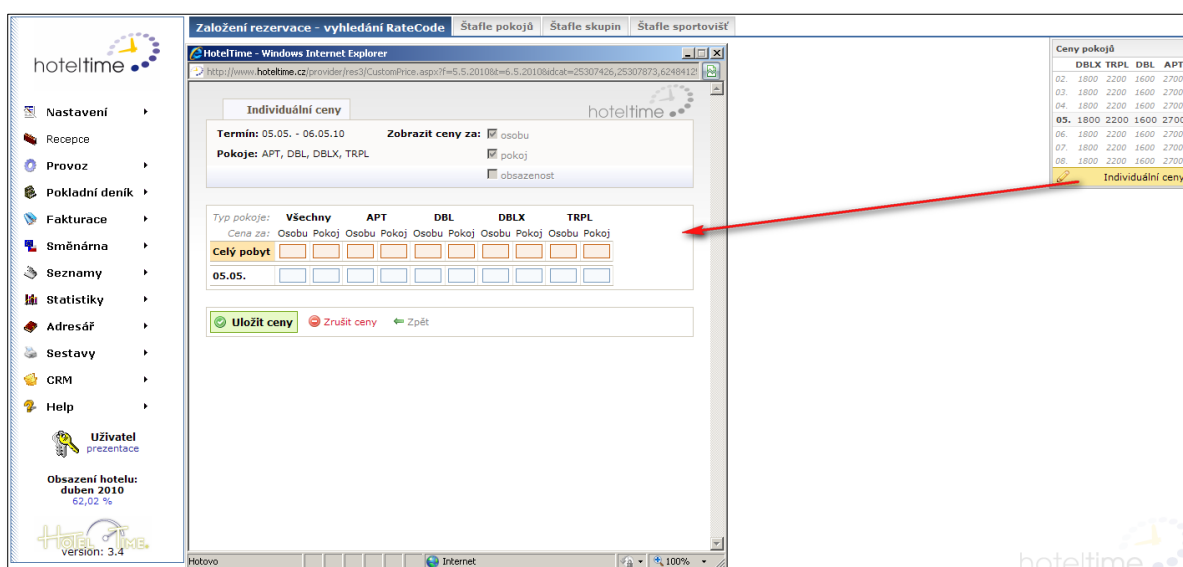 Založení rezervace - vyhledání RateCode Štafle pokojů Štafle skupin Štafle sportovišť
hoteltime
Nastavení
Recepce
Provoz
Pokladní deník
Fakturace
Směnárna
Seznamy
Statistiky
Adresář
Sestavy
CRM
Help
Uživatel
prezentace
Obsazení hotelu:
duben 2010
62,02 %
HOTEL TIME.
version: 3.4
HotelTime - Windows Internet Explorer
http://www.hoteltime.cz/provider/res3/CustomPrice.aspx?f=5.5.2010&t=6.5.2010&idcat=25307426,25307873,6248412
Individuální ceny
hoteltime
Termín: 05.05. - 06.05.10 Zobrazit ceny za: osobu
Pokoje: APT, DBL, DBLX, TRPL pokoj
obsazenost
Typ pokoje: Všechny APT DBL DBLX TRPL
Cena za: Osobu Pokoj Osobu Pokoj Osobu Pokoj Osobu Pokoj Osobu Pokoj
Celý pobyt
05.05.
Uložit ceny Zrušit ceny Zpět
Hotovo Internet 100%
Ceny pokojů
DBLX TRPL DBL APT
02. 1800 2200 1600 2700
03. 1800 2200 1600 2700
04. 1800 2200 1600 2700
05. 1800 2200 1600 2700
06. 1800 2200 1600 2700
07. 1800 2200 1600 2700
08. 1800 2200 1600 2700
Individuální ceny
hoteltime